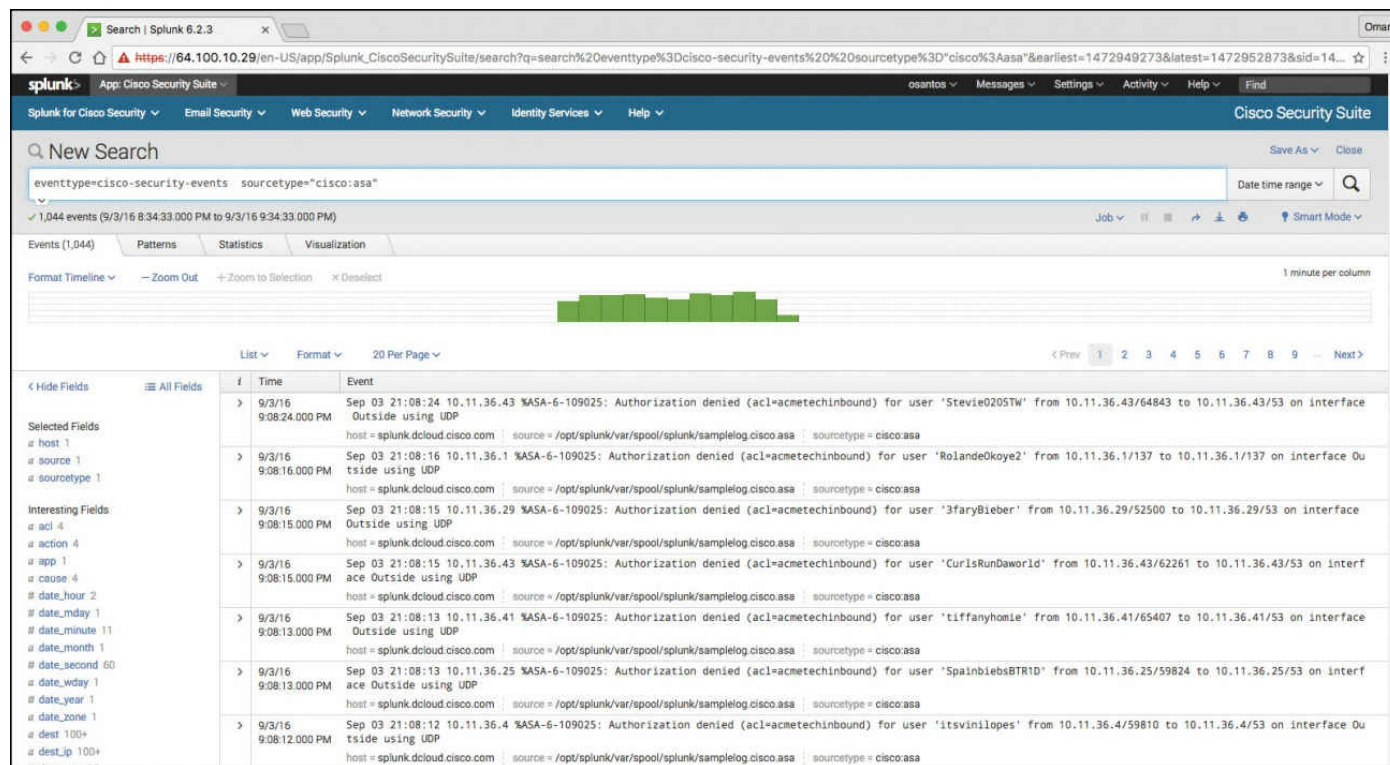 Search | Splunk 6.2.3
Omar
https://64.100.10.29/en-US/app/Splunk_CiscoSecuritySuite/search?q=search%20eventtype%3Dcisco-security-events%20%20sourcetype%3D"cisco%3Aasa"&earliest=1472949273&latest=1472952873&sid=14...
splunk> App: Cisco Security Suite osantos Messages Settings Activity Help Find
Splunk for Cisco Security Email Security Web Security Network Security Identity Services Help Cisco Security Suite
New Search Save As Close
eventtype=cisco-security-events sourcetype="cisco:asa" Date time range
✓ 1,044 events (9/3/16 8:34:33.000 PM to 9/3/16 9:34:33.000 PM) Job Smart Mode
Events (1,044) Patterns Statistics Visualization
Format Timeline – Zoom Out + Zoom to Selection × Deselect 1 minute per column
List Format 20 Per Page < Prev 1 2 3 4 5 6 7 8 9 ... Next >
< Hide Fields All Fields
Selected Fields
a host 1
a source 1
a sourcetype 1
Interesting Fields
a acl 4
a action 4
a app 1
a cause 4
# date_hour 2
# date_mday 1
# date_minute 11
a date_month 1
# date_second 60
a date_wday 1
# date_year 1
a date_zone 1
a dest 100+
a dest_ip 100+
i Time Event
> 9/3/16 Sep 03 21:08:24 10.11.36.43 %ASA-6-109025: Authorization denied (acl=acmetechinbound) for user 'Stevie0205TW' from 10.11.36.43/64843 to 10.11.36.43/53 on interface
9:08:24.000 PM Outside using UDP
host = splunk.dcloud.cisco.com source = /opt/splunk/var/spool/splunk/samplelog.cisco.asa sourcetype = cisco:asa
> 9/3/16 Sep 03 21:08:16 10.11.36.1 %ASA-6-109025: Authorization denied (acl=acmetechinbound) for user 'RolandeOkoye2' from 10.11.36.1/137 to 10.11.36.1/137 on interface Ou
9:08:16.000 PM tside using UDP
host = splunk.dcloud.cisco.com source = /opt/splunk/var/spool/splunk/samplelog.cisco.asa sourcetype = cisco:asa
> 9/3/16 Sep 03 21:08:15 10.11.36.29 %ASA-6-109025: Authorization denied (acl=acmetechinbound) for user '3faryBieber' from 10.11.36.29/52500 to 10.11.36.29/53 on interface
9:08:15.000 PM Outside using UDP
host = splunk.dcloud.cisco.com source = /opt/splunk/var/spool/splunk/samplelog.cisco.asa sourcetype = cisco:asa
> 9/3/16 Sep 03 21:08:15 10.11.36.43 %ASA-6-109025: Authorization denied (acl=acmetechinbound) for user 'CurlsRunDaworld' from 10.11.36.43/62261 to 10.11.36.43/53 on interf
9:08:15.000 PM ace Outside using UDP
host = splunk.dcloud.cisco.com source = /opt/splunk/var/spool/splunk/samplelog.cisco.asa sourcetype = cisco:asa
> 9/3/16 Sep 03 21:08:13 10.11.36.41 %ASA-6-109025: Authorization denied (acl=acmetechinbound) for user 'tiffanyhomie' from 10.11.36.41/65407 to 10.11.36.41/53 on interface
9:08:13.000 PM Outside using UDP
host = splunk.dcloud.cisco.com source = /opt/splunk/var/spool/splunk/samplelog.cisco.asa sourcetype = cisco:asa
> 9/3/16 Sep 03 21:08:13 10.11.36.25 %ASA-6-109025: Authorization denied (acl=acmetechinbound) for user 'SpainbiebsBTR1D' from 10.11.36.25/59824 to 10.11.36.25/53 on interf
9:08:13.000 PM ace Outside using UDP
host = splunk.dcloud.cisco.com source = /opt/splunk/var/spool/splunk/samplelog.cisco.asa sourcetype = cisco:asa
> 9/3/16 Sep 03 21:08:12 10.11.36.4 %ASA-6-109025: Authorization denied (acl=acmetechinbound) for user 'itsvinilopes' from 10.11.36.4/59810 to 10.11.36.4/53 on interface Ou
9:08:12.000 PM tside using UDP
host = splunk.dcloud.cisco.com source = /opt/splunk/var/spool/splunk/samplelog.cisco.asa sourcetype = cisco:asa